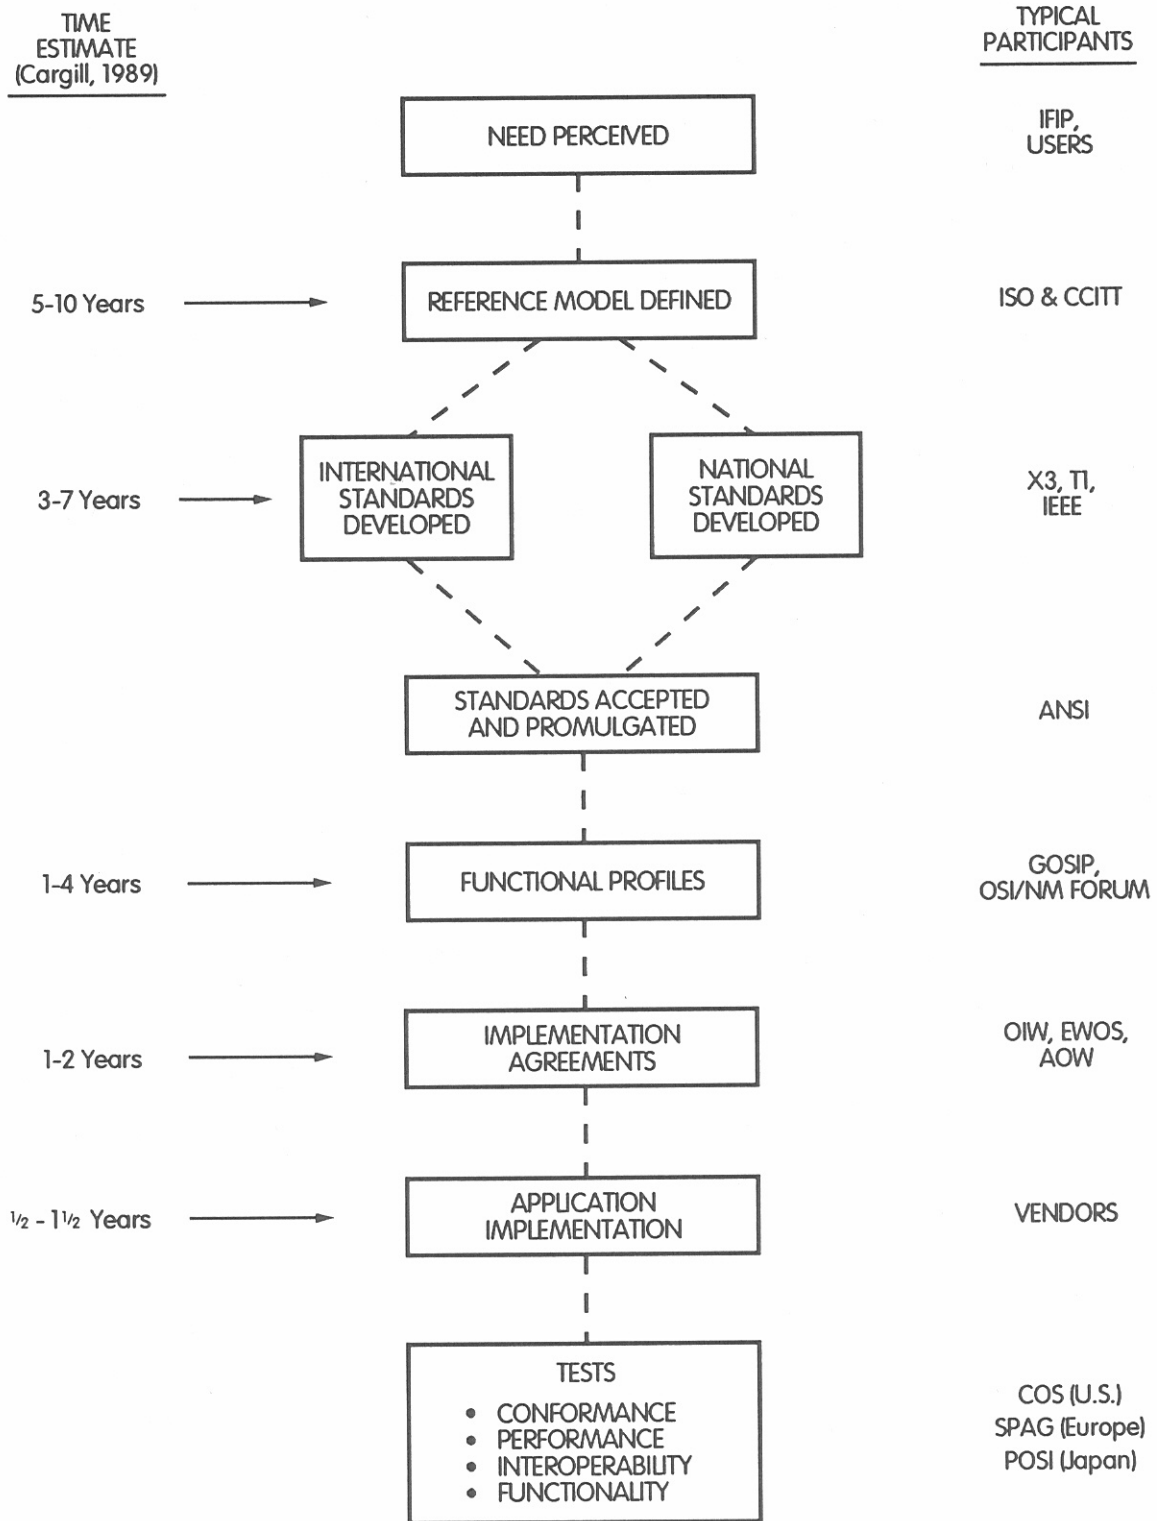 TIME
ESTIMATE
(Cargill, 1989)
TYPICAL
PARTICIPANTS
NEED PERCEIVED
IFIP,
USERS
5-10 Years
REFERENCE MODEL DEFINED
ISO & CCITT
3-7 Years
INTERNATIONAL
STANDARDS
DEVELOPED
NATIONAL
STANDARDS
DEVELOPED
X3, T1,
IEEE
STANDARDS ACCEPTED
AND PROMULGATED
ANSI
1-4 Years
FUNCTIONAL PROFILES
GOSIP,
OSI/NM FORUM
1-2 Years
IMPLEMENTATION
AGREEMENTS
OIW, EWOS,
AOW
1/2 - 1 1/2 Years
APPLICATION
IMPLEMENTATION
VENDORS
TESTS
• CONFORMANCE
• PERFORMANCE
• INTEROPERABILITY
• FUNCTIONALITY
COS (U.S.)
SPAG (Europe)
POSI (Japan)